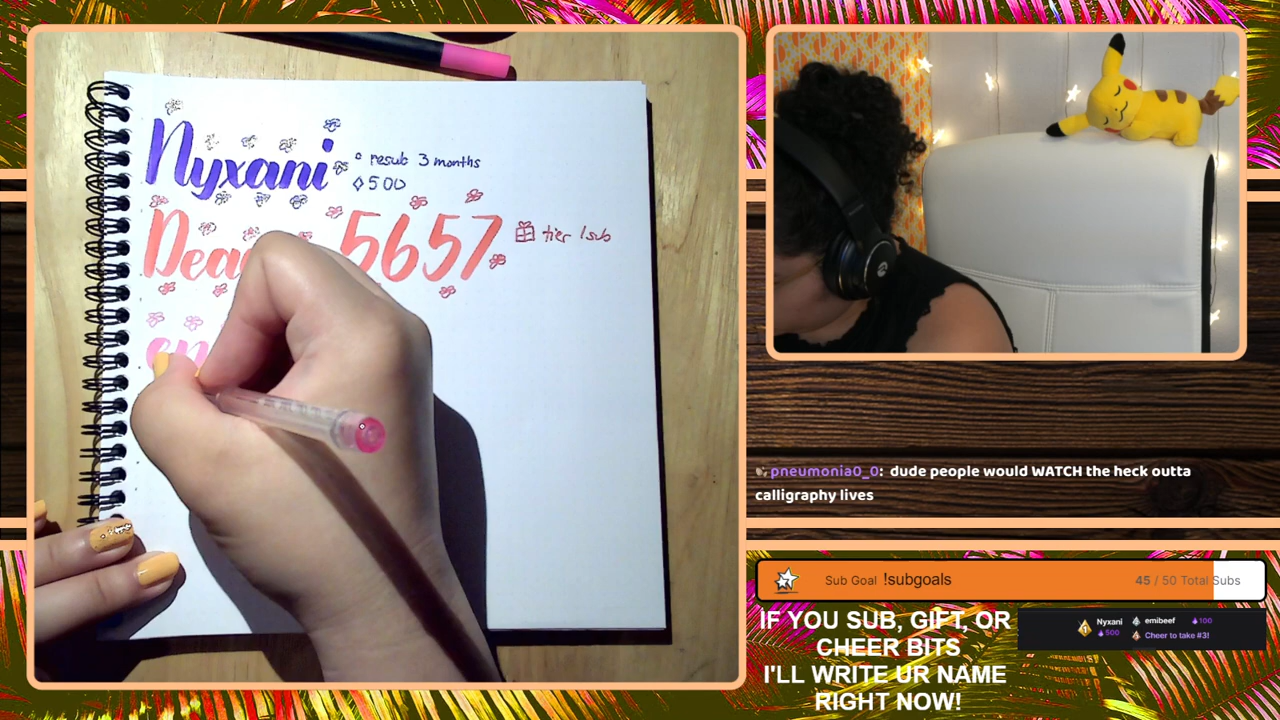 Nyxani
resub 3 months
◊500
5657
tier 1 sub
pneumonia0_0: dude people would WATCH the heck outta
calligraphy lives
Sub Goal !subgoals
45 / 50 Total Subs
IF YOU SUB, GIFT, OR
CHEER BITS
I'LL WRITE UR NAME
RIGHT NOW!
1 Nyxani 500
emibeef 100
Cheer to take #3!